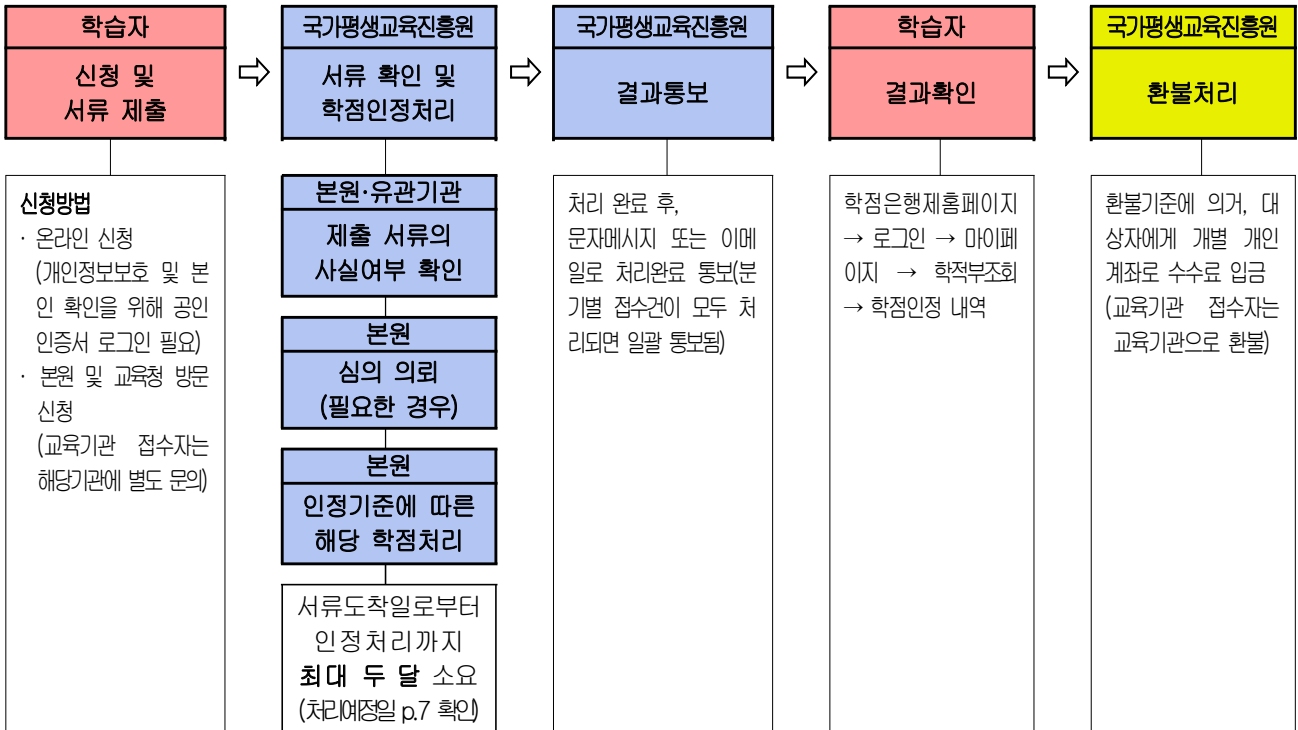 학습자
신청 및
서류 제출
국가평생교육진흥원
서류 확인 및
학점인정처리
국가평생교육진흥원
결과통보
학습자
결과확인
국가평생교육진흥원
환불처리
신청방법
· 온라인 신청
(개인정보보호 및 본
인 확인을 위해 공인
인증서 로그인 필요)
· 본원 및 교육청 방문
신청
(교육기관 접수자는
해당기관에 별도 문의)
본원·유관기관
제출 서류의
사실여부 확인
본원
심의 의뢰
(필요한 경우)
본원
인정기준에 따른
해당 학점처리
서류도착일로부터
인정처리까지
최대 두 달 소요
(처리예정일 p.7 확인)
처리 완료 후,
문자메시지 또는 이메
일로 처리완료 통보(분
기별 접수건이 모두 처
리되면 일괄 통보됨)
학점은행제홈페이지
→ 로그인 → 마이페
이지 → 학적부조회
→ 학점인정 내역
환불기준에 의거, 대
상자에게 개별 개인
계좌로 수수료 입금
(교육기관 접수자는
교육기관으로 환불)